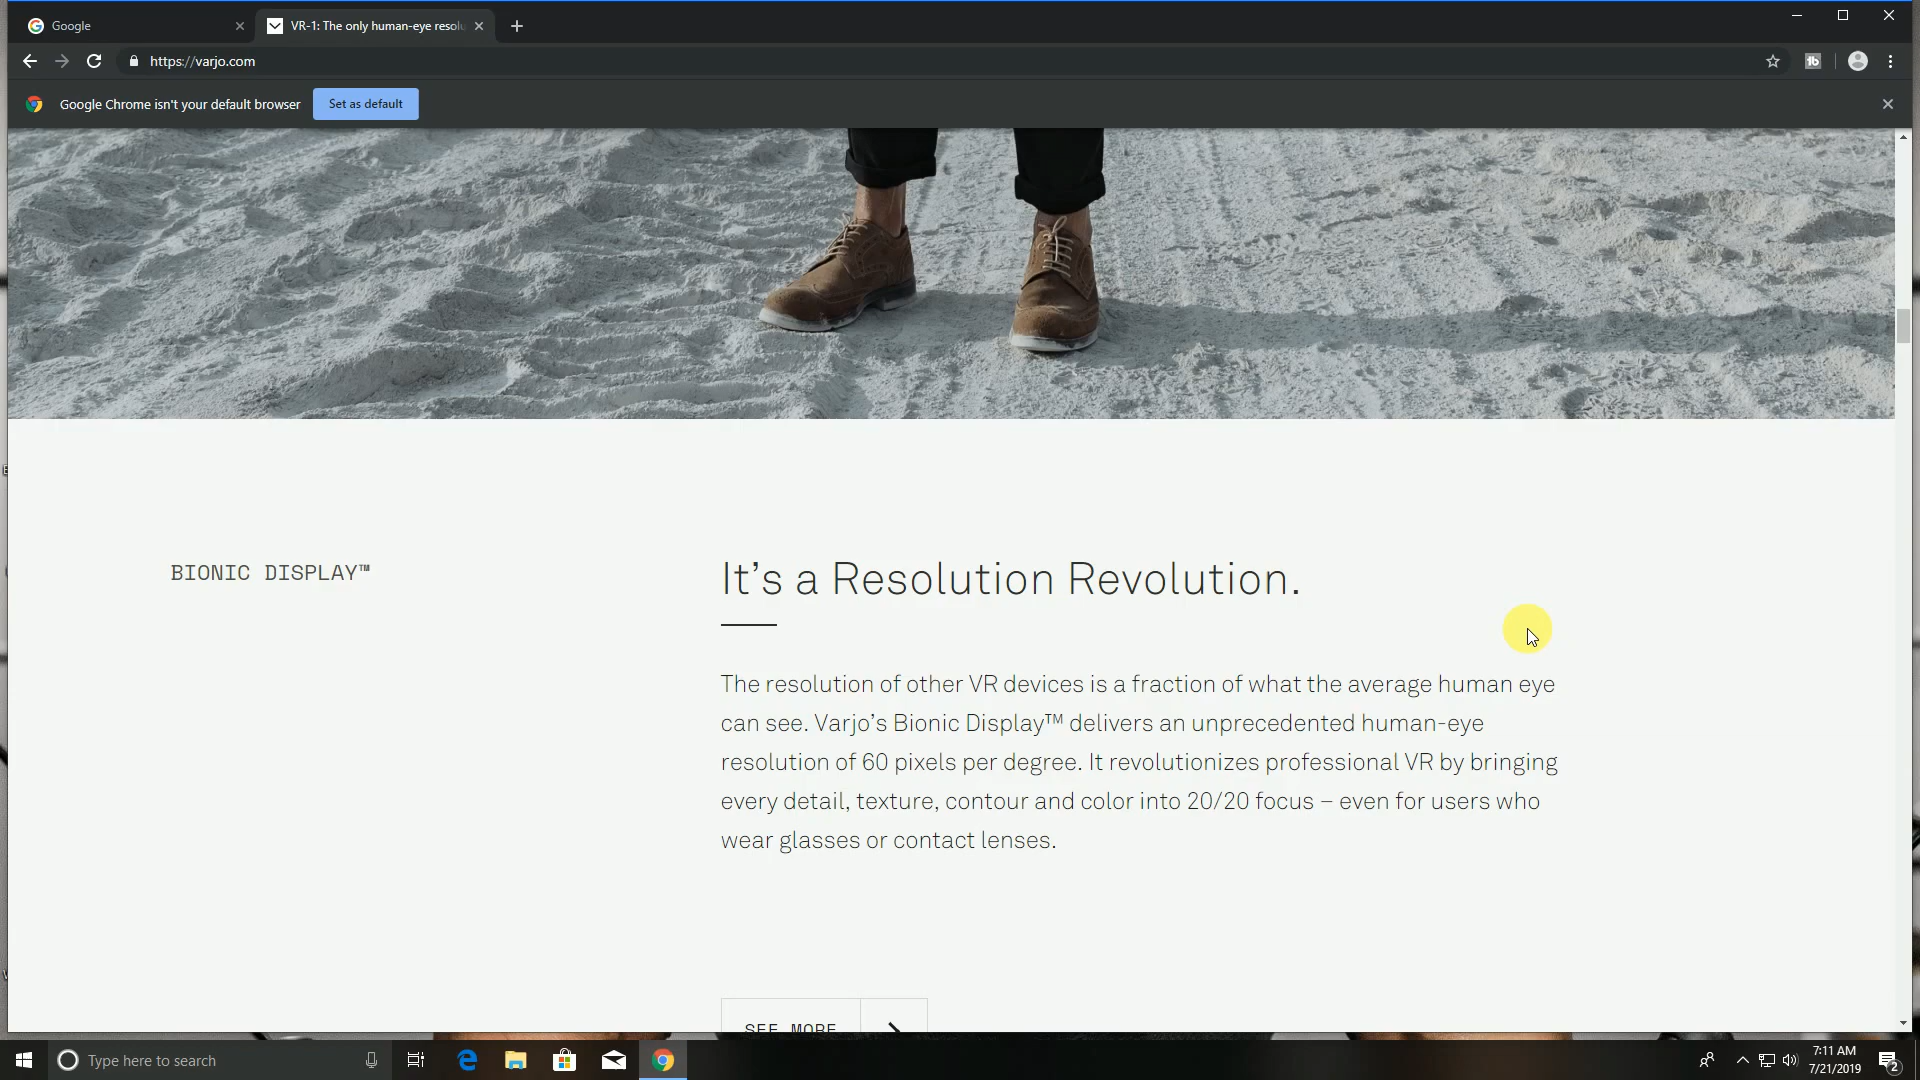 Google
VR-1: The only human-eye resolu
https://varjo.com
Google Chrome isn't your default browser
Set as default
BIONIC DISPLAY™
It’s a Resolution Revolution.
The resolution of other VR devices is a fraction of what the average human eye
can see. Varjo’s Bionic Display™ delivers an unprecedented human-eye
resolution of 60 pixels per degree. It revolutionizes professional VR by bringing
every detail, texture, contour and color into 20/20 focus – even for users who
wear glasses or contact lenses.
SEE MORE
Type here to search
7:11 AM
7/21/2019
2